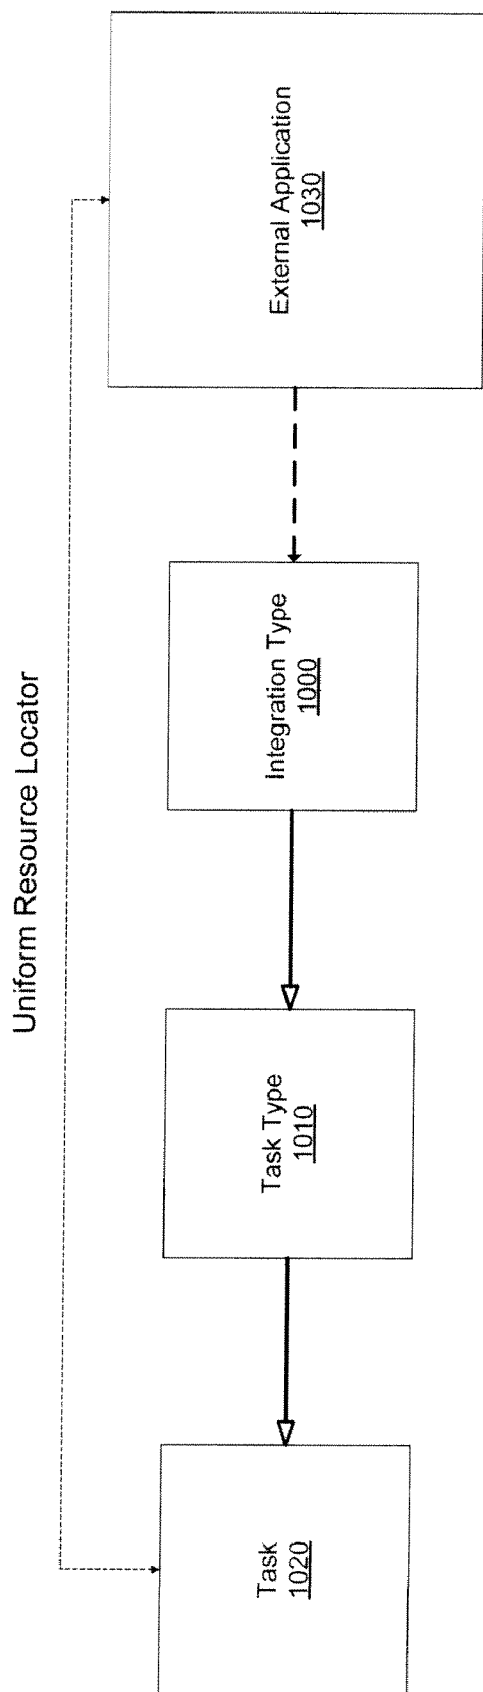 Uniform Resource Locator
Task
1020
Task Type
1010
Integration Type
1000
External Application
1030